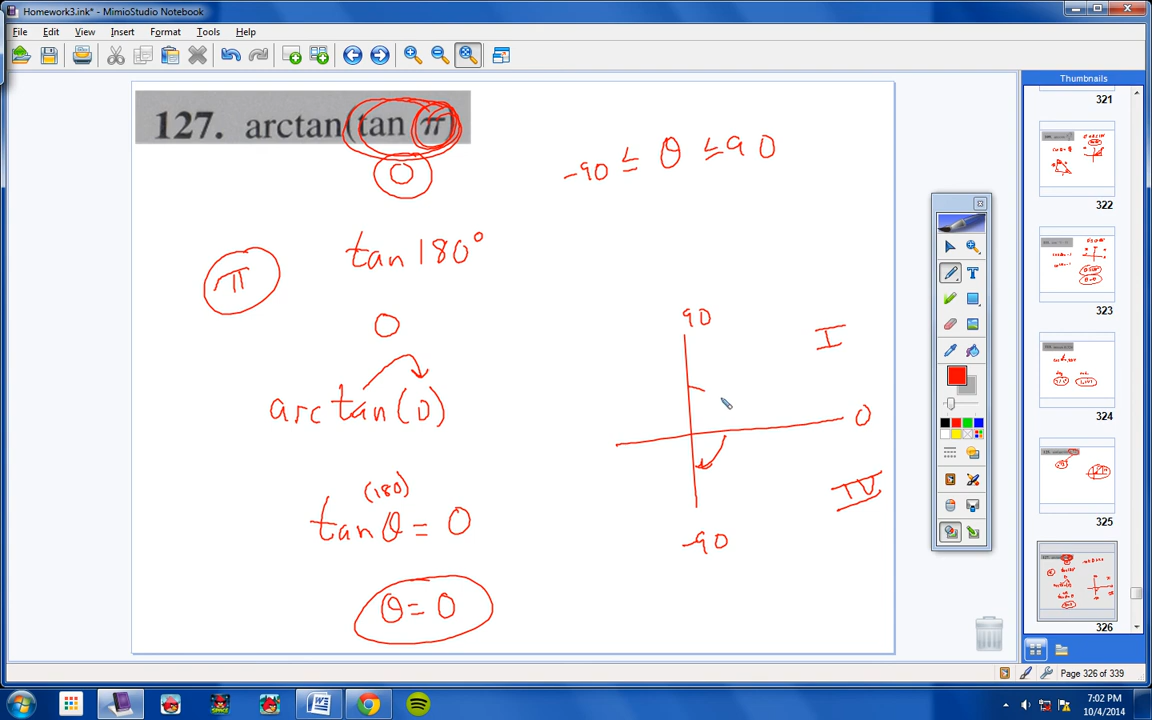 Homework3.ink* - MimioStudio Notebook
File Edit View Insert Format Tools Help
127. arctan(tan π)
0
-90 ≤ θ ≤ 90
tan 180°
π
0
arctan(0)
(180)
tan θ = 0
θ = 0
90
I
0
IV
-90
Thumbnails
321
322
323
324
325
326
Page 326 of 339
7:02 PM
10/4/2014